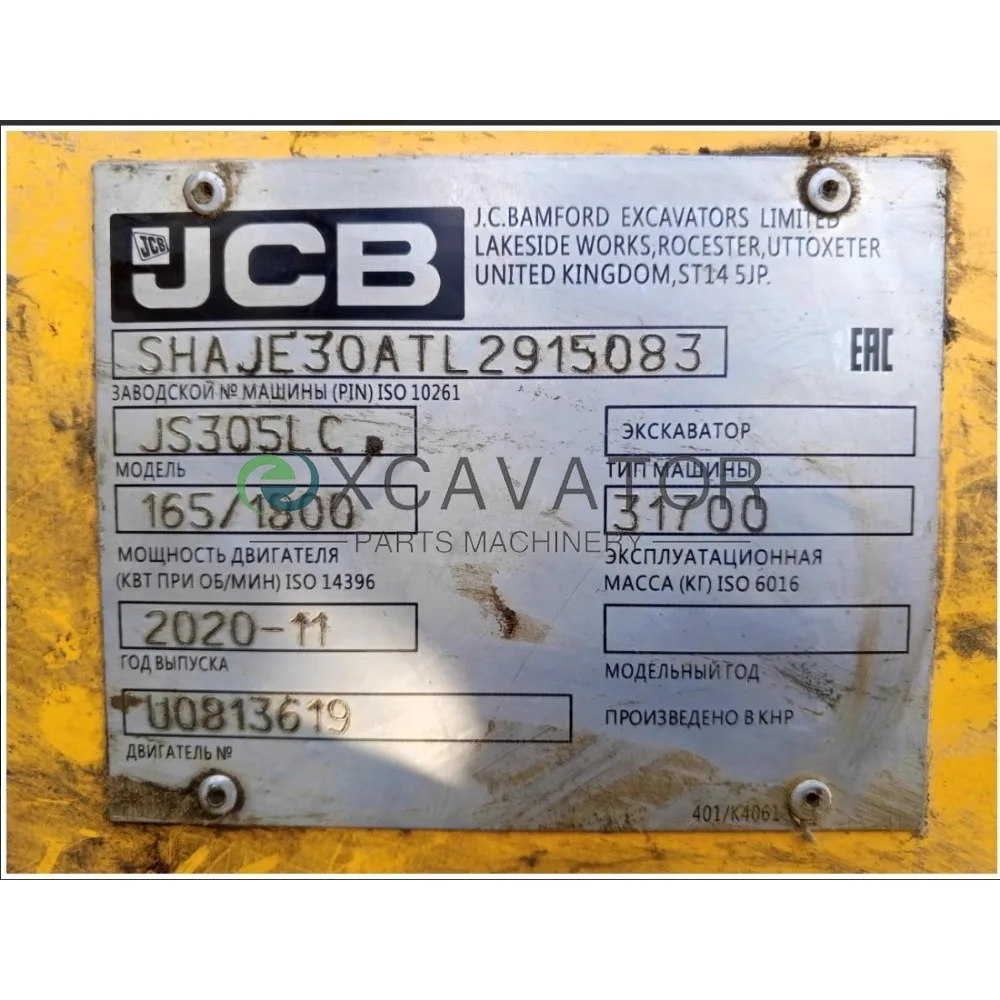 JCB
JCB
J.C.BAMFORD EXCAVATORS LIMITED
LAKESIDE WORKS,ROCESTER,UTTOXETER
UNITED KINGDOM,ST14 5JP.
SHAJE30ATL2915083
EAC
ЗАВОДСКОЙ № МАШИНЫ (PIN) ISO 10261
JS305LC
ЭКСКАВАТОР
МОДЕЛЬ
ТИП МАШИНЫ
EXCAVATOR
PARTS MACHINERY
165/1800
31700
МОЩНОСТЬ ДВИГАТЕЛЯ
(КВТ ПРИ ОБ/МИН) ISO 14396
ЭКСПЛУАТАЦИОННАЯ
МАССА (КГ) ISO 6016
2020-11
ГОД ВЫПУСКА
МОДЕЛЬНЫЙ ГОД
U0813619
ПРОИЗВЕДЕНО В КНР
ДВИГАТЕЛЬ №
401/K4061